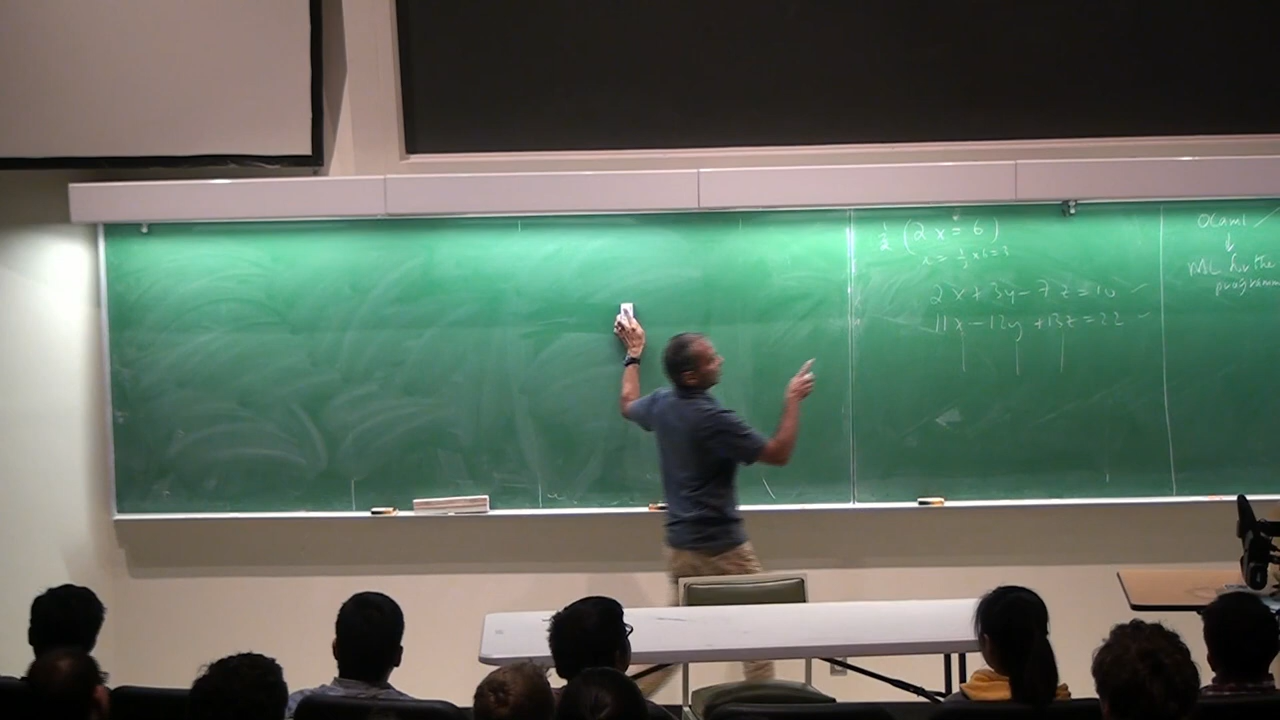 ½ (2x = 6)
x = ½ x 6 = 3
2x + 3y - 7z = 10 ✓
11x - 12y + 13z = 22 ✓
OCaml
↓
ML for the
programm